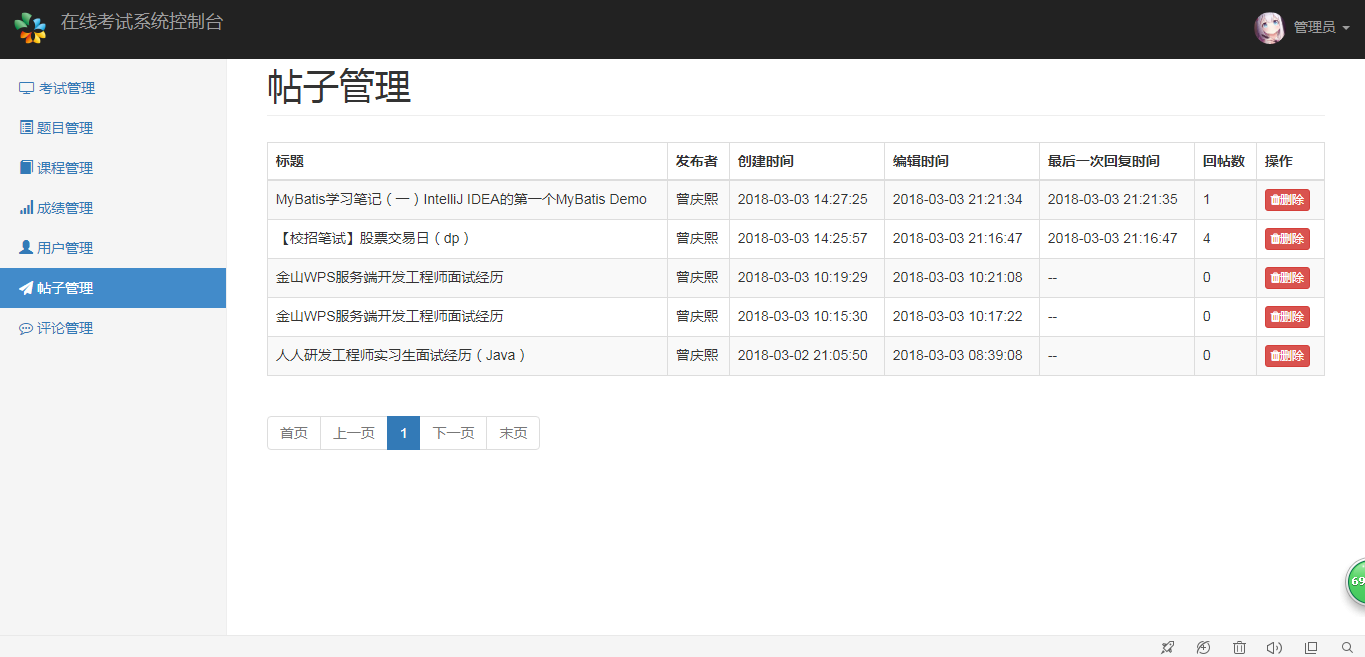 在线考试系统控制台
管理员
考试管理
题目管理
课程管理
成绩管理
用户管理
帖子管理
评论管理
帖子管理
标题 发布者 创建时间 编辑时间 最后一次回复时间 回帖数 操作
MyBatis学习笔记（一）IntelliJ IDEA的第一个MyBatis Demo 曾庆熙 2018-03-03 14:27:25 2018-03-03 21:21:34 2018-03-03 21:21:35 1 删除
【校招笔试】股票交易日（dp） 曾庆熙 2018-03-03 14:25:57 2018-03-03 21:16:47 2018-03-03 21:16:47 4 删除
金山WPS服务端开发工程师面试经历 曾庆熙 2018-03-03 10:19:29 2018-03-03 10:21:08 -- 0 删除
金山WPS服务端开发工程师面试经历 曾庆熙 2018-03-03 10:15:30 2018-03-03 10:17:22 -- 0 删除
人人研发工程师实习生面试经历（Java） 曾庆熙 2018-03-02 21:05:50 2018-03-03 08:39:08 -- 0 删除
首页 上一页 1 下一页 末页
69